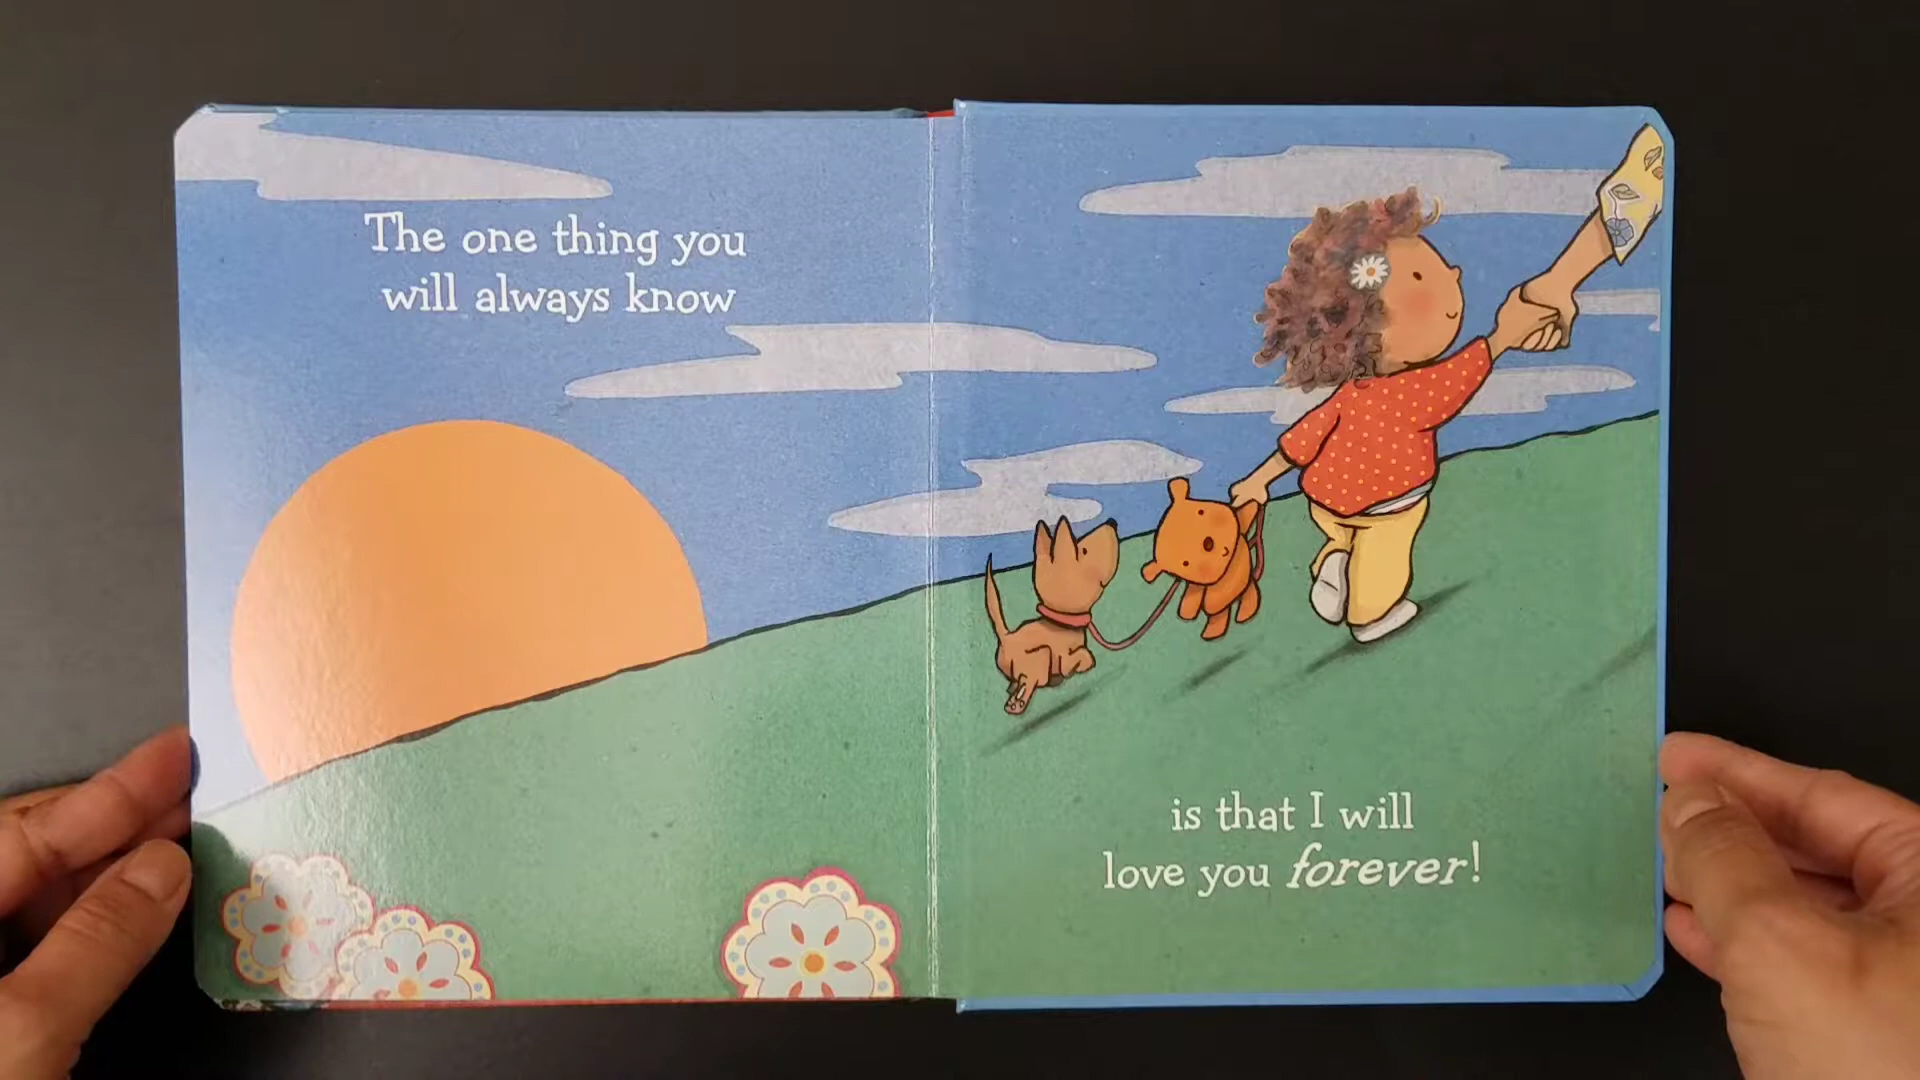 The one thing you
will always know
is that I will
love you forever!